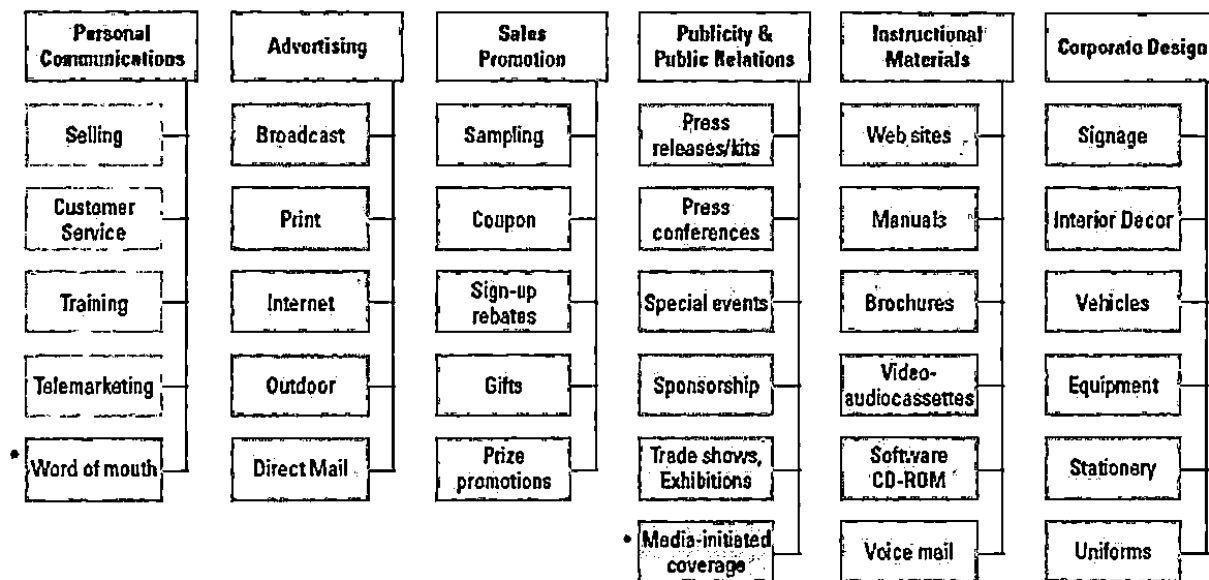 Personal
Communications
Selling
Customer
Service
Training
Telemarketing
• Word of mouth
Advertising
Broadcast
Print
Internet
Outdoor
Direct Mail
Sales
Promotion
Sampling
Coupon
Sign-up
rebates
Gifts
Prize
promotions
Publicity &
Public Relations
Press
releases/kits
Press
conferences
Special events
Sponsorship
Trade shows,
Exhibitions
• Media-initiated
coverage
Instructional
Materials
Web sites
Manuals
Brochures
Video-
audiocassettes
Software
CD-ROM
Voice mail
Corporate Design
Signage
Interior Decor
Vehicles
Equipment
Stationery
Uniforms